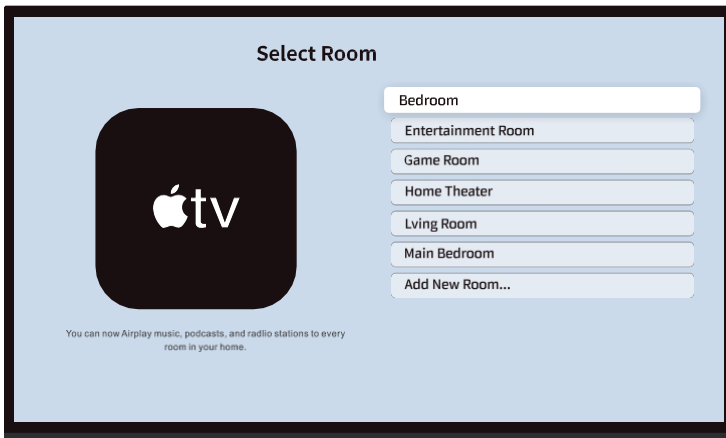 Select Room
Bedroom
Entertainment Room
Game Room
Home Theater
Lving Room
Main Bedroom
Add New Room...
tv
You can now Airplay music, podcasts, and radlio stations to every
room in your home.